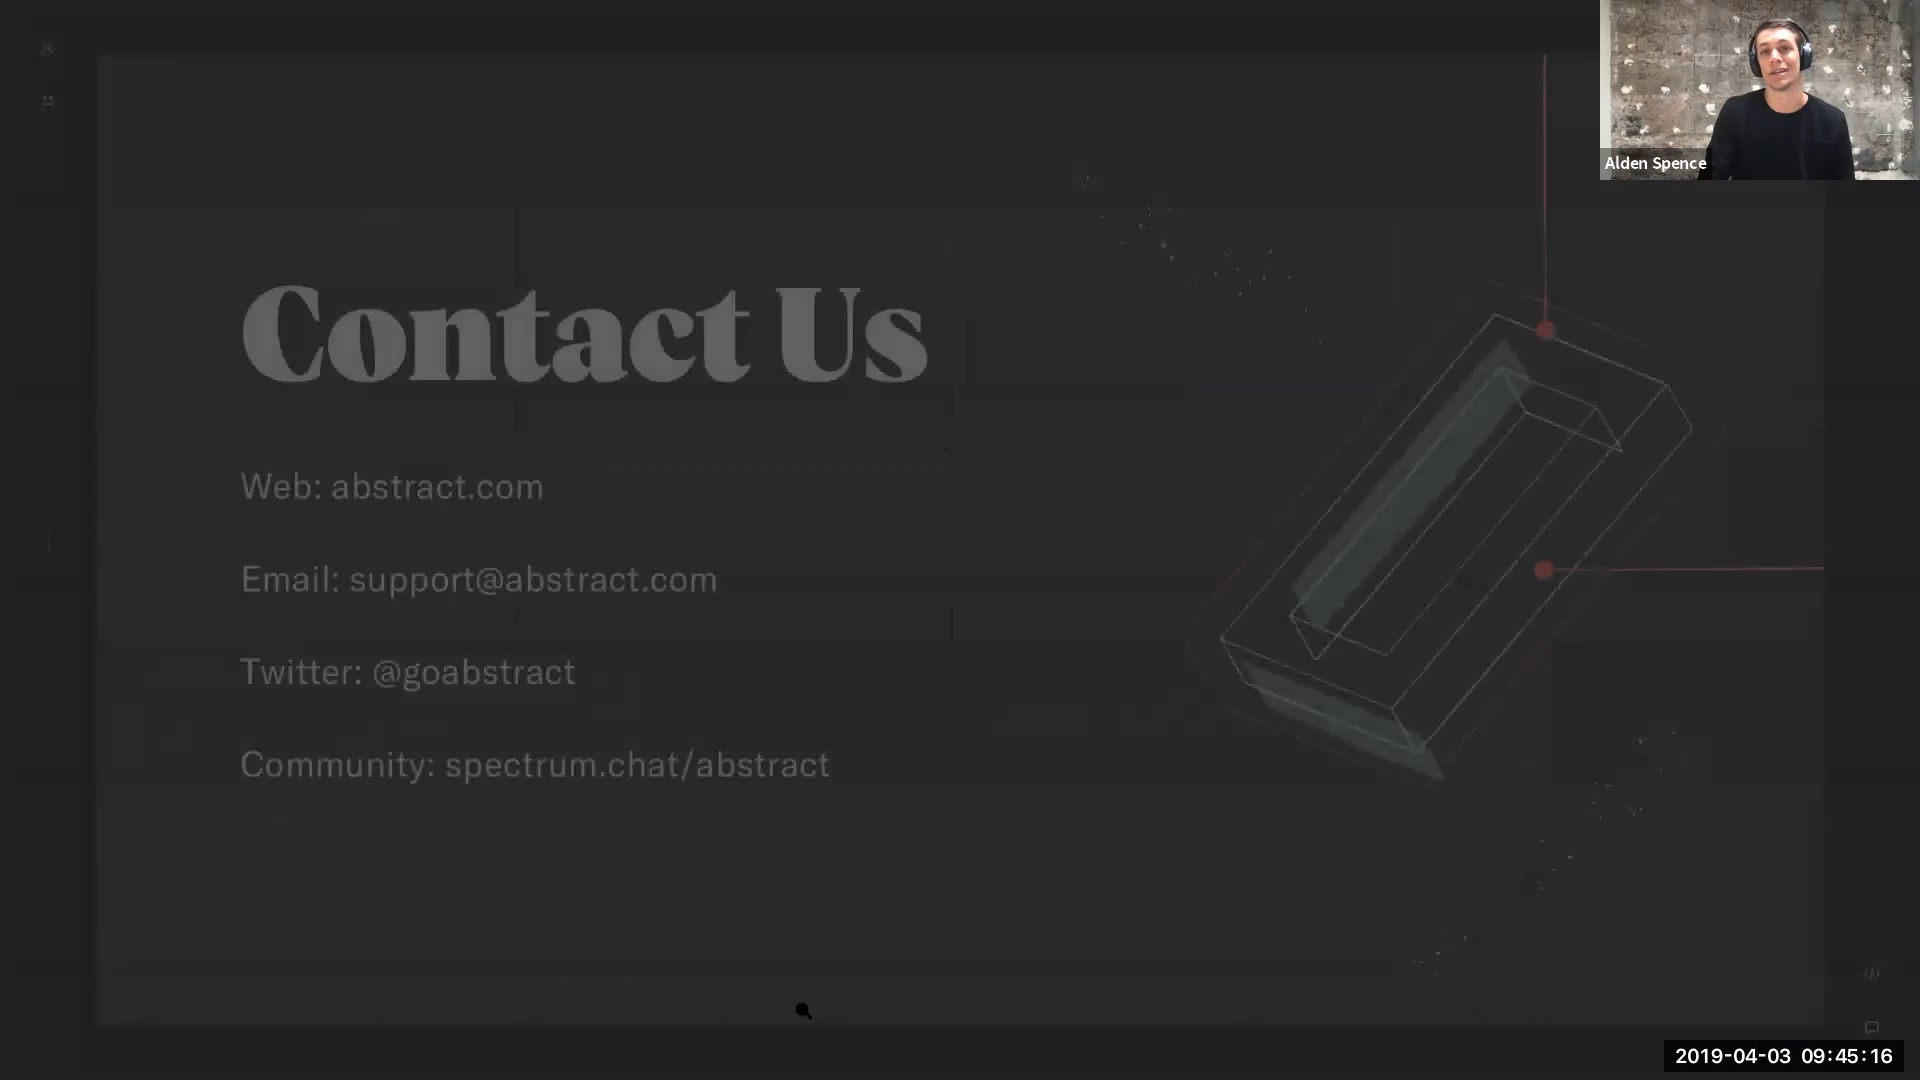 Alden Spence
Contact Us
Web: abstract.com
Email: support@abstract.com
Twitter: @goabstract
Community: spectrum.chat/abstract
2019-04-03 09:45:16